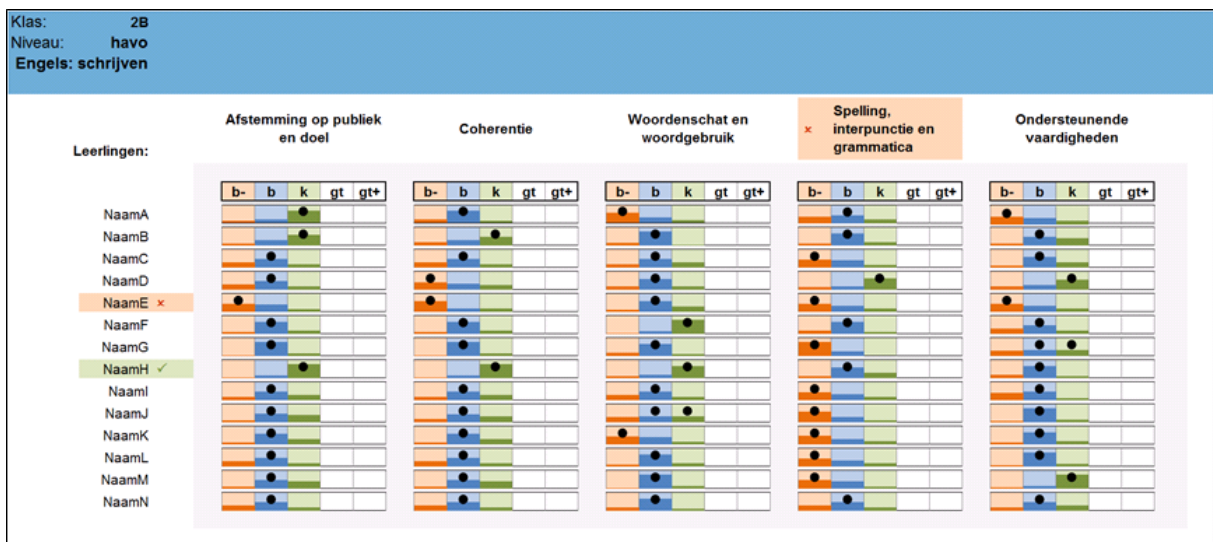 Klas: 2B
Niveau: havo
Engels: schrijven
Leerlingen:
Afstemming op publiek
en doel
Coherentie
Woordenschat en
woordgebruik
× Spelling,
interpunctie en
grammatica
Ondersteunende
vaardigheden
b- b k gt gt+ b- b k gt gt+ b- b k gt gt+ b- b k gt gt+ b- b k gt gt+
NaamA
NaamB
NaamC
NaamD
NaamE ×
NaamF
NaamG
NaamH ✓
NaamI
NaamJ
NaamK
NaamL
NaamM
NaamN